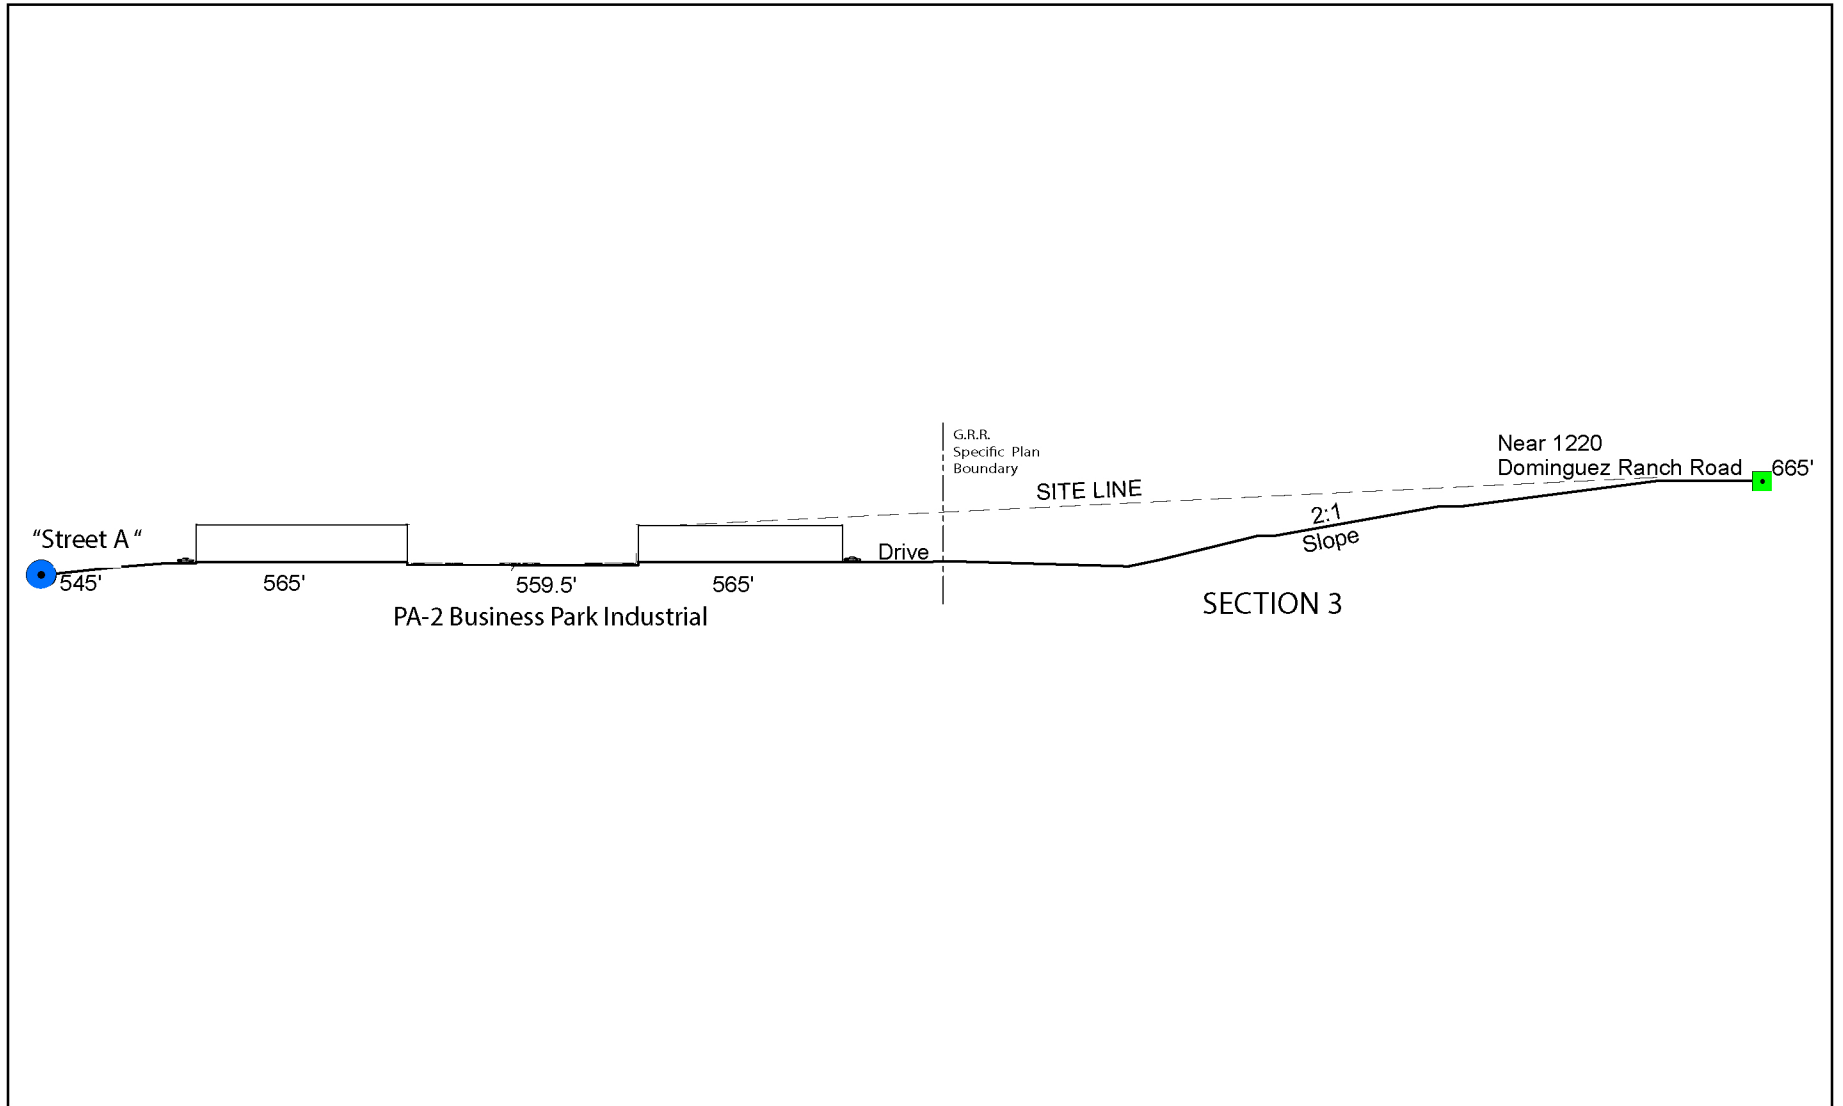 G.R.R.
Specific Plan
Boundary
Near 1220
Dominguez Ranch Road
665'
SITE LINE
2:1
Slope
"Street A "
Drive
545'
565'
559.5'
565'
PA-2 Business Park Industrial
SECTION 3